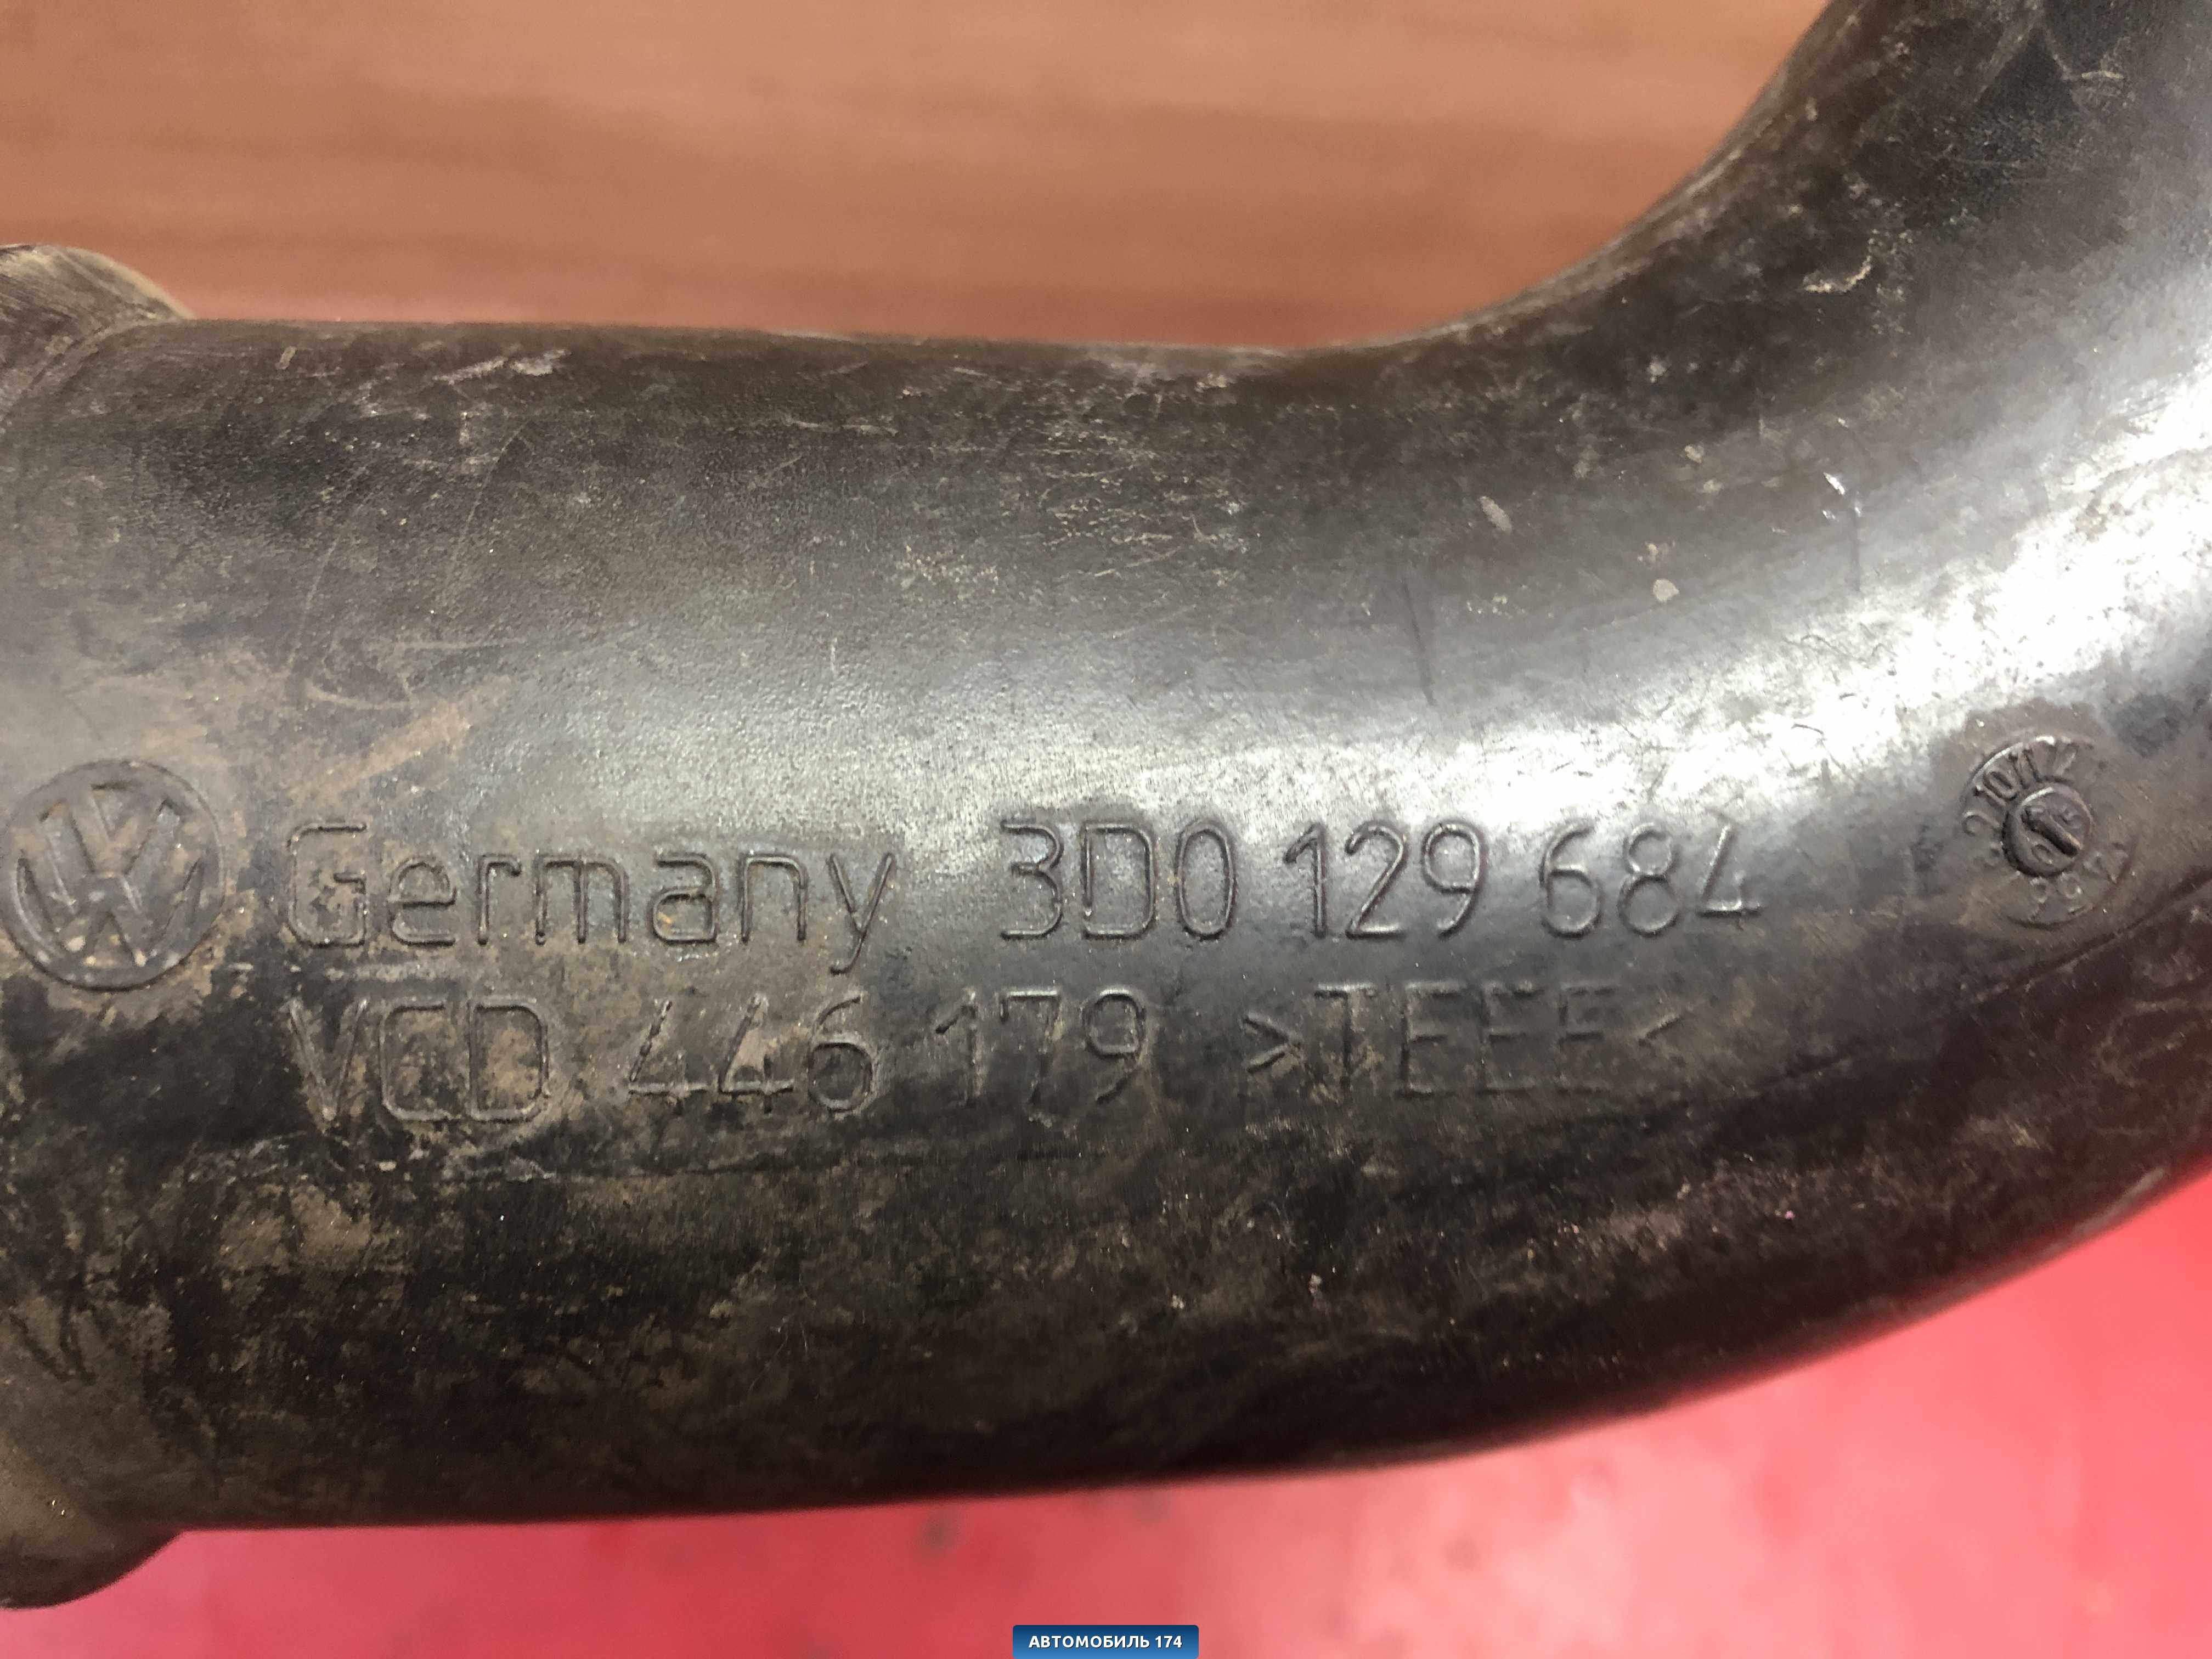 Germany 3D0 129 684
VCD 446 179 >TEEE<
АВТОМОБИЛЬ 174